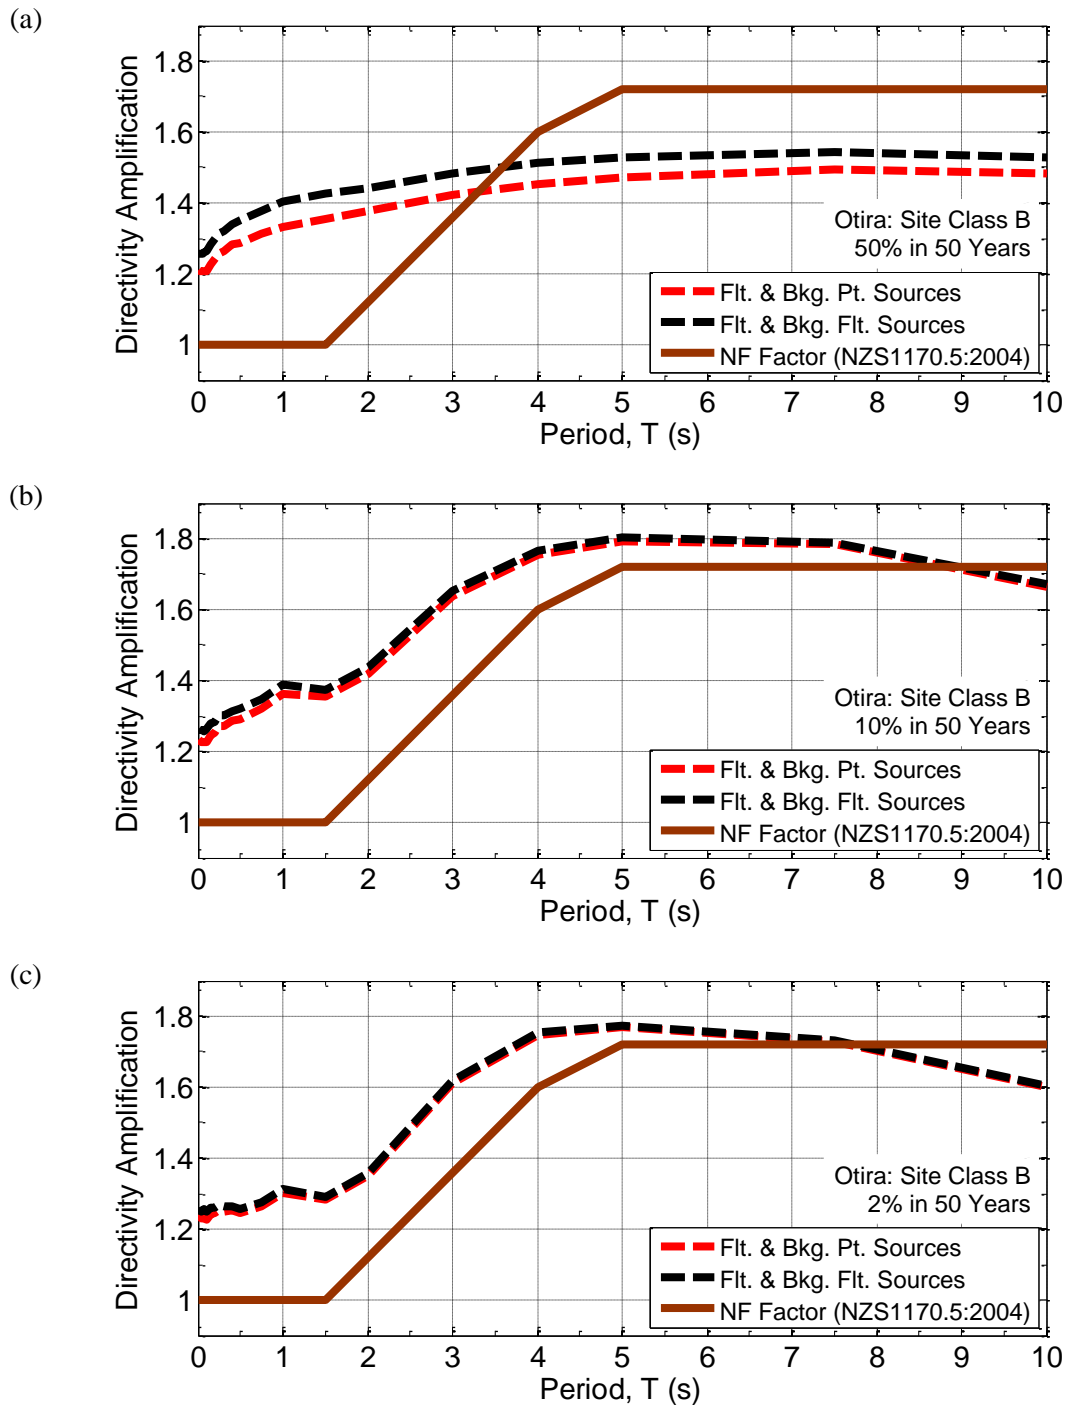 (a)
Directivity Amplification
1.8
1.6
1.4
1.2
1
Otira: Site Class B
50% in 50 Years
Flt. & Bkg. Pt. Sources
Flt. & Bkg. Flt. Sources
NF Factor (NZS1170.5:2004)
0 1 2 3 4 5 6 7 8 9 10
Period, T (s)
(b)
Directivity Amplification
1.8
1.6
1.4
1.2
1
Otira: Site Class B
10% in 50 Years
Flt. & Bkg. Pt. Sources
Flt. & Bkg. Flt. Sources
NF Factor (NZS1170.5:2004)
0 1 2 3 4 5 6 7 8 9 10
Period, T (s)
(c)
Directivity Amplification
1.8
1.6
1.4
1.2
1
Otira: Site Class B
2% in 50 Years
Flt. & Bkg. Pt. Sources
Flt. & Bkg. Flt. Sources
NF Factor (NZS1170.5:2004)
0 1 2 3 4 5 6 7 8 9 10
Period, T (s)